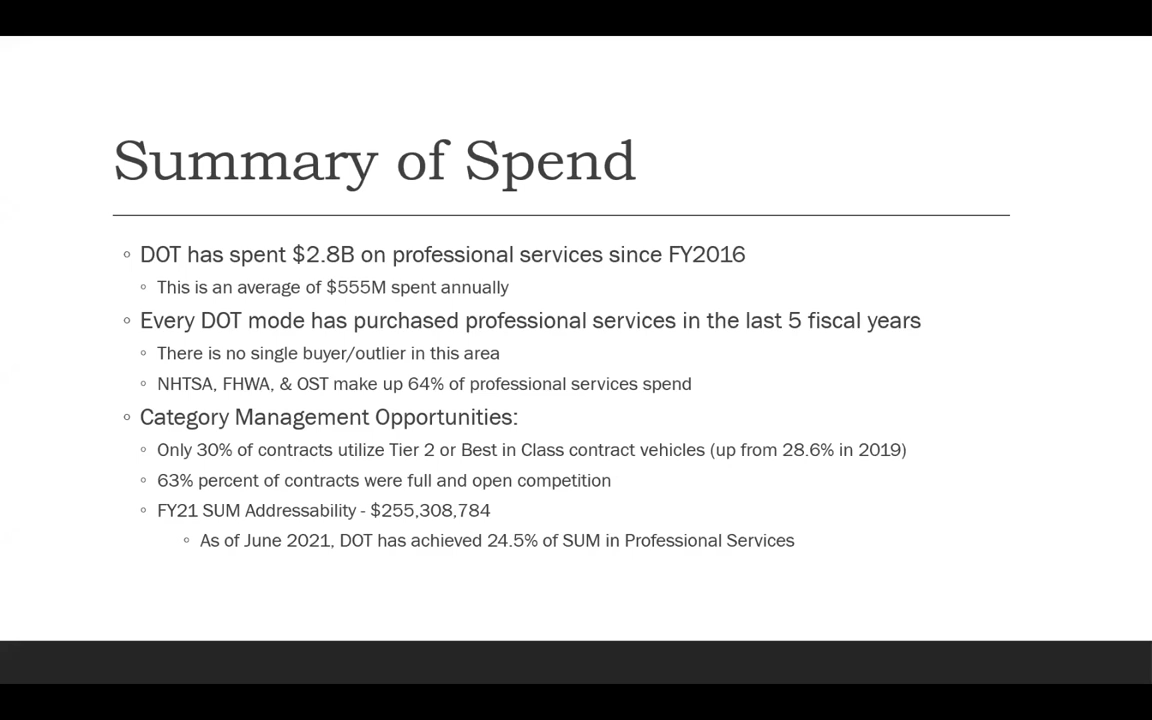 Summary of Spend
◦ DOT has spent $2.8B on professional services since FY2016
◦ This is an average of $555M spent annually
◦ Every DOT mode has purchased professional services in the last 5 fiscal years
◦ There is no single buyer/outlier in this area
◦ NHTSA, FHWA, & OST make up 64% of professional services spend
◦ Category Management Opportunities:
◦ Only 30% of contracts utilize Tier 2 or Best in Class contract vehicles (up from 28.6% in 2019)
◦ 63% percent of contracts were full and open competition
◦ FY21 SUM Addressability - $255,308,784
◦ As of June 2021, DOT has achieved 24.5% of SUM in Professional Services